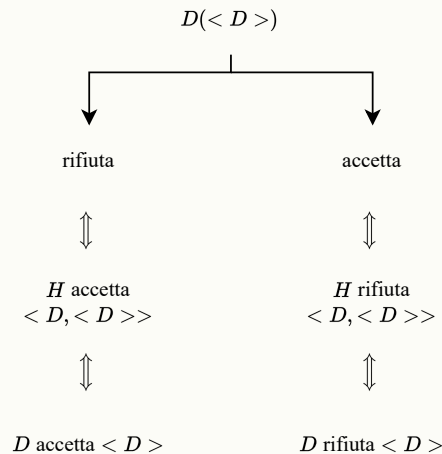 D(< D >)
rifiuta
accetta
H accetta
< D, < D >>
H rifiuta
< D, < D >>
D accetta < D >
D rifiuta < D >